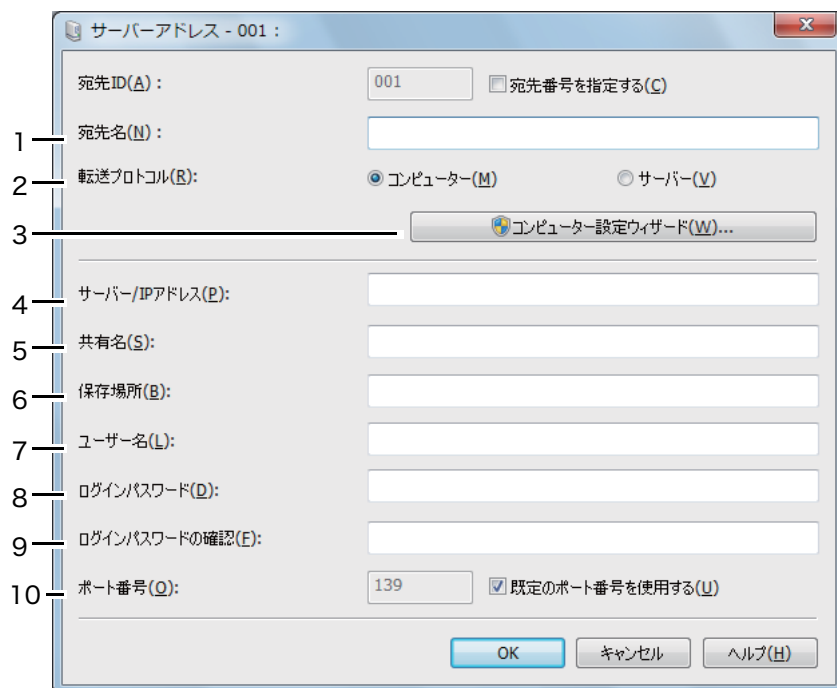 サーバーアドレス - 001 :
宛先ID(A) : 001 宛先番号を指定する(C)
1 宛先名(N) :
2 転送プロトコル(R): コンピューター(M) サーバー(V)
3 コンピューター設定ウィザード(W)...
4 サーバー/IPアドレス(P):
5 共有名(S):
6 保存場所(B):
7 ユーザー名(L):
8 ログインパスワード(D):
9 ログインパスワードの確認(F):
10 ポート番号(O): 139 既定のポート番号を使用する(U)
OK キャンセル ヘルプ(H)